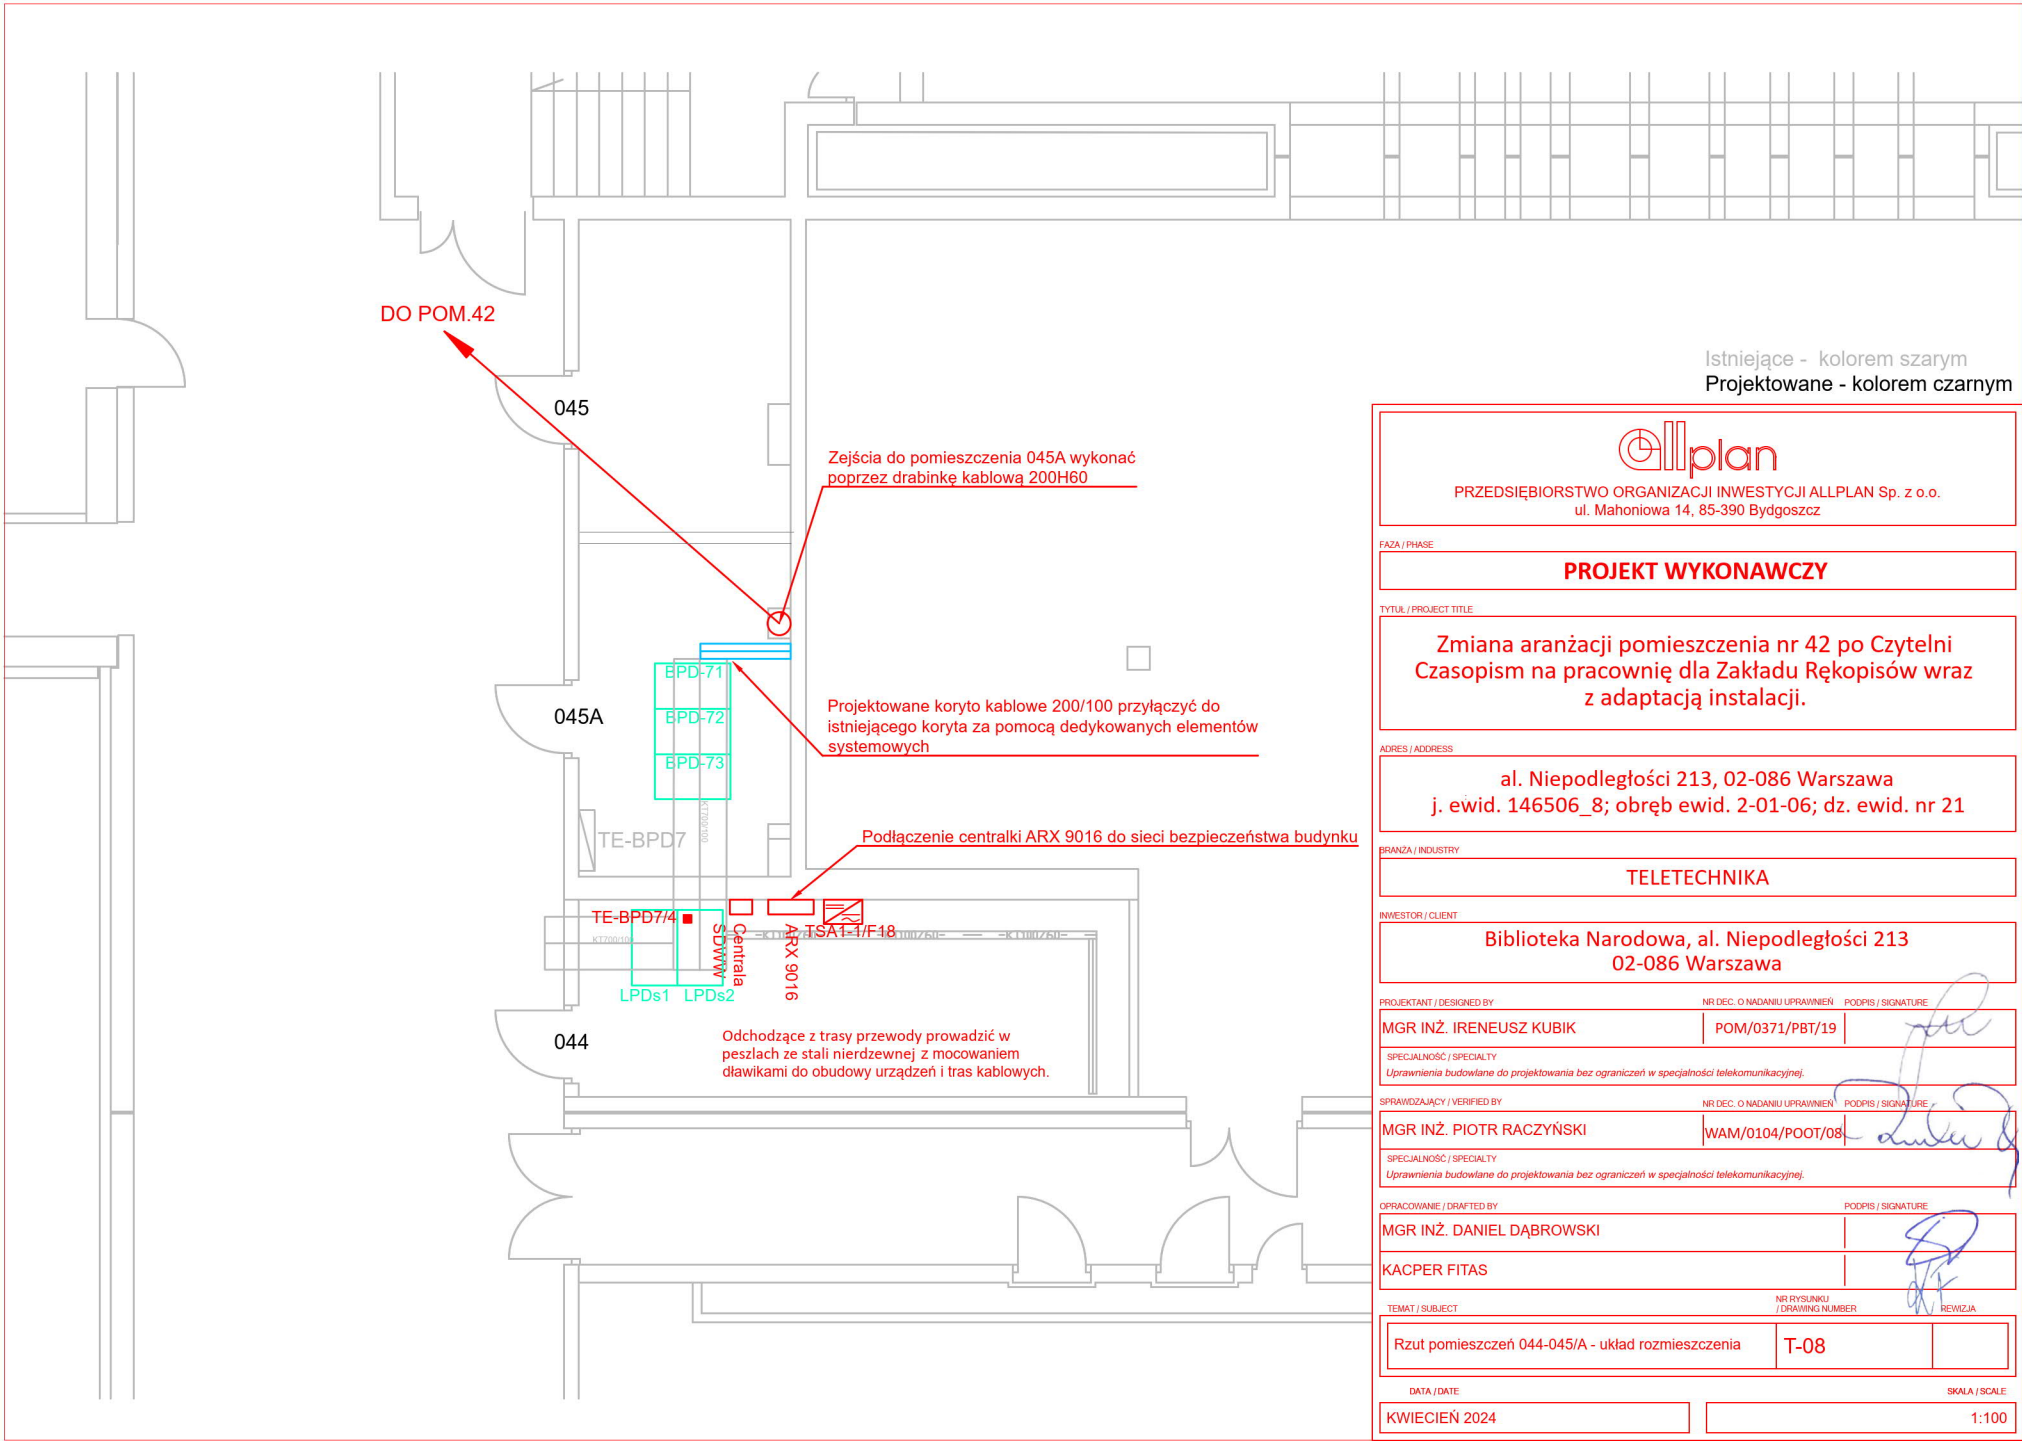 DO POM.42
Istniejące - kolorem szarym
Projektowane - kolorem czarnym
045
Zejścia do pomieszczenia 045A wykonać
poprzez drabinkę kablową 200H60
BPD-71
BPD-72
BPD-73
045A
Projektowane koryto kablowe 200/100 przyłączyć do
istniejącego koryta za pomocą dedykowanych elementów
systemowych
KT700/100
TE-BPD7
Podłączenie centralki ARX 9016 do sieci bezpieczeństwa budynku
TE-BPD7/4
KT700/100
SDWW
Centrala
ARX 9016
TSA1-1/F18
KT100Z60
KT100Z60
LPDs1 LPDs2
044
Odchodzące z trasy przewody prowadzić w
peszlach ze stali nierdzewnej z mocowaniem
dławikami do obudowy urządzeń i tras kablowych.
allplan
PRZEDSIĘBIORSTWO ORGANIZACJI INWESTYCJI ALLPLAN Sp. z o.o.
ul. Mahoniowa 14, 85-390 Bydgoszcz
FAZA / PHASE
PROJEKT WYKONAWCZY
TYTUŁ / PROJECT TITLE
Zmiana aranżacji pomieszczenia nr 42 po Czytelni
Czasopism na pracownię dla Zakładu Rękopisów wraz
z adaptacją instalacji.
ADRES / ADDRESS
al. Niepodległości 213, 02-086 Warszawa
j. ewid. 146506_8; obręb ewid. 2-01-06; dz. ewid. nr 21
BRANŻA / INDUSTRY
TELETECHNIKA
INWESTOR / CLIENT
Biblioteka Narodowa, al. Niepodległości 213
02-086 Warszawa
PROJEKTANT / DESIGNED BY NR DEC. O NADANIU UPRAWNIEŃ PODPIS / SIGNATURE
MGR INŻ. IRENEUSZ KUBIK POM/0371/PBT/19
SPECJALNOŚĆ / SPECIALTY
Uprawnienia budowlane do projektowania bez ograniczeń w specjalności telekomunikacyjnej.
SPRAWDZAJĄCY / VERIFIED BY NR DEC. O NADANIU UPRAWNIEŃ PODPIS / SIGNATURE
MGR INŻ. PIOTR RACZYŃSKI WAM/0104/POOT/08
SPECJALNOŚĆ / SPECIALTY
Uprawnienia budowlane do projektowania bez ograniczeń w specjalności telekomunikacyjnej.
OPRACOWANIE / DRAFTED BY PODPIS / SIGNATURE
MGR INŻ. DANIEL DĄBROWSKI
KACPER FITAS
TEMAT / SUBJECT NR RYSUNKU / DRAWING NUMBER REWIZJA
Rzut pomieszczeń 044-045/A - układ rozmieszczenia T-08
DATA / DATE SKALA / SCALE
KWIECIEŃ 2024 1:100